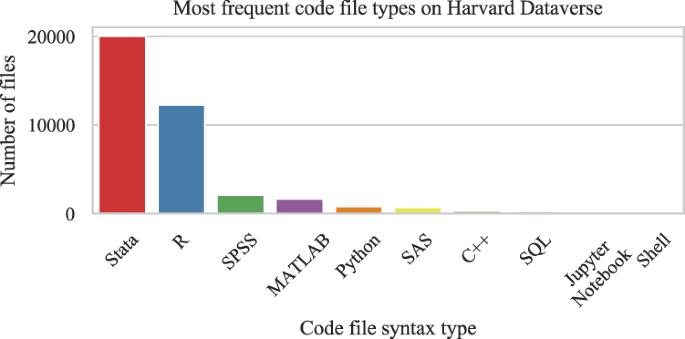 Most frequent code file types on Harvard Dataverse
Number of files
20000
10000
0
Stata
R
SPSS
MATLAB
Python
SAS
C++
SQL
Jupyter
Notebook
Shell
Code file syntax type